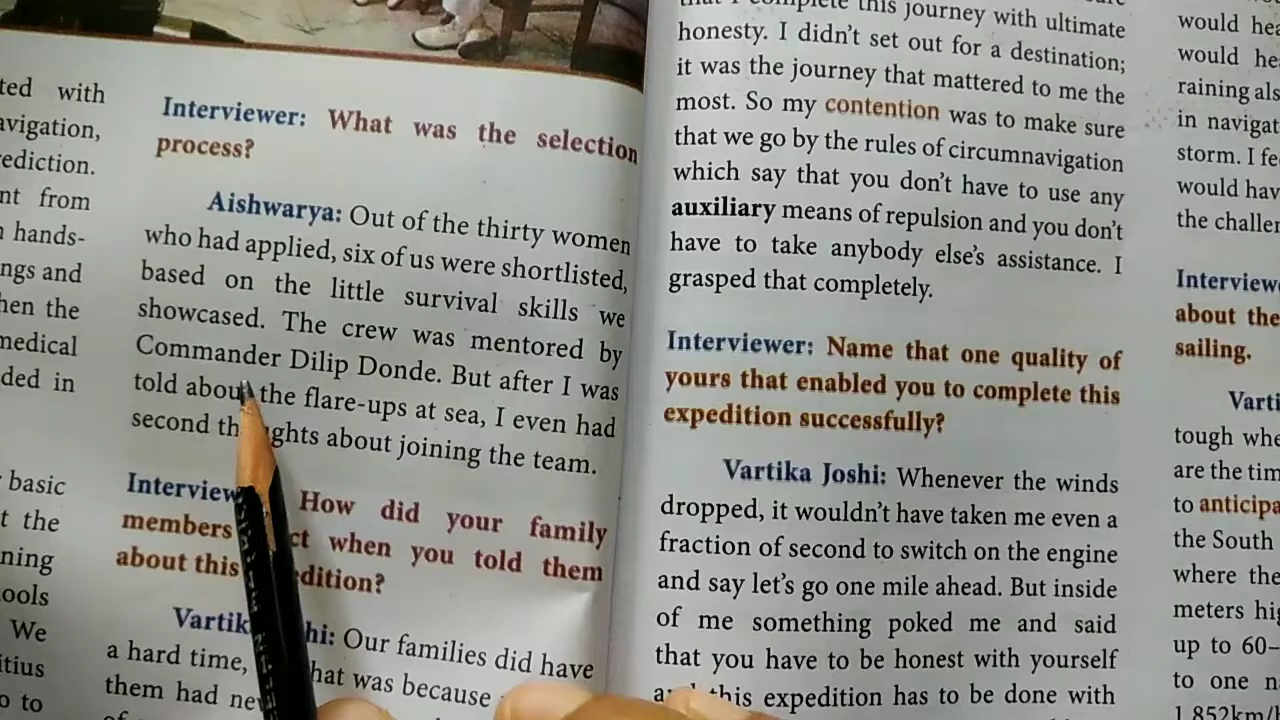 ted with
avigation,
ediction.
nt from
hands-
ngs and
hen the
medical
ded in
basic
t the
ning
ools
We
itius
o to
Interviewer: What was the selection
process?
Aishwarya: Out of the thirty women
who had applied, six of us were shortlisted,
based on the little survival skills we
showcased. The crew was mentored by
Commander Dilip Donde. But after I was
told about the flare-ups at sea, I even had
second thoughts about joining the team.
Interview How did your family
members ct when you told them
about this dition?
Vartik hi: Our families did have
a hard time, hat was because
them had ne
that I complete this journey with ultimate
honesty. I didn't set out for a destination;
it was the journey that mattered to me the
most. So my contention was to make sure
that we go by the rules of circumnavigation
which say that you don't have to use any
auxiliary means of repulsion and you don't
have to take anybody else's assistance. I
grasped that completely.
Interviewer: Name that one quality of
yours that enabled you to complete this
expedition successfully?
Vartika Joshi: Whenever the winds
dropped, it wouldn't have taken me even a
fraction of second to switch on the engine
and say let's go one mile ahead. But inside
of me something poked me and said
that you have to be honest with yourself
this expedition has to be done with
would hea
would he
raining als
in navigat
storm. I fe
would hav
the challer
Interviewe
about the
sailing.
Varti
tough whe
are the tim
to anticipa
the South
where the
meters hig
up to 60–
to one n
1.852km/h